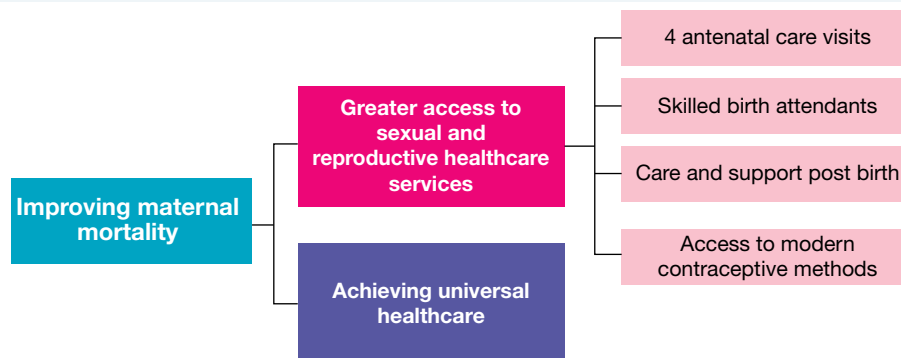 Improving maternal
mortality
Greater access to
sexual and
reproductive healthcare
services
Achieving universal
healthcare
4 antenatal care visits
Skilled birth attendants
Care and support post birth
Access to modern
contraceptive methods